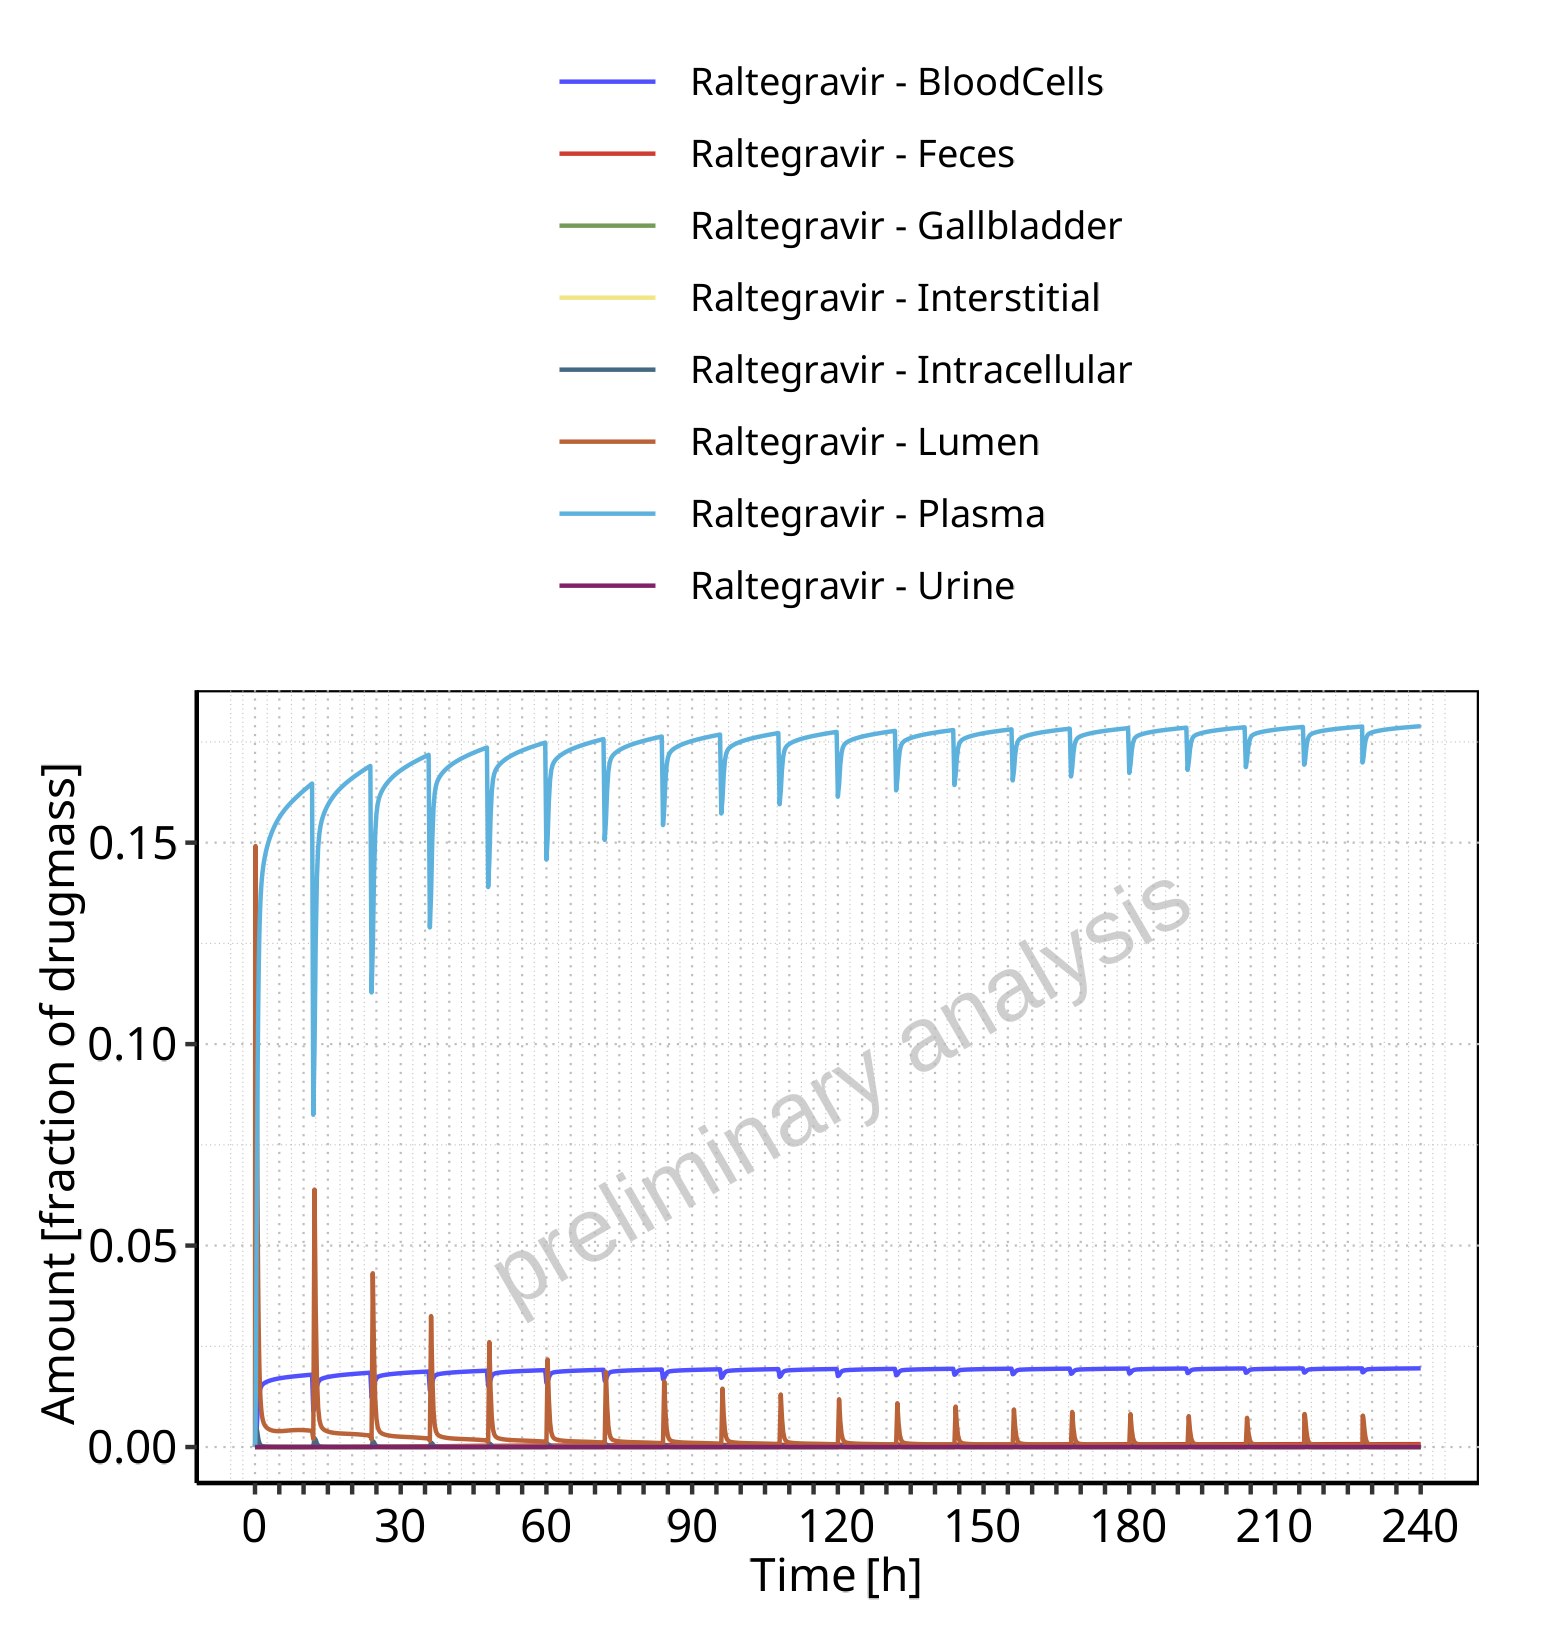 Raltegravir - BloodCells
Raltegravir - Feces
Raltegravir - Gallbladder
Raltegravir - Interstitial
Raltegravir - Intracellular
Raltegravir - Lumen
Raltegravir - Plasma
Raltegravir - Urine
Amount [fraction of drugmass]
0.15
0.10
0.05
0.00
preliminary analysis
0 30 60 90 120 150 180 210 240
Time [h]